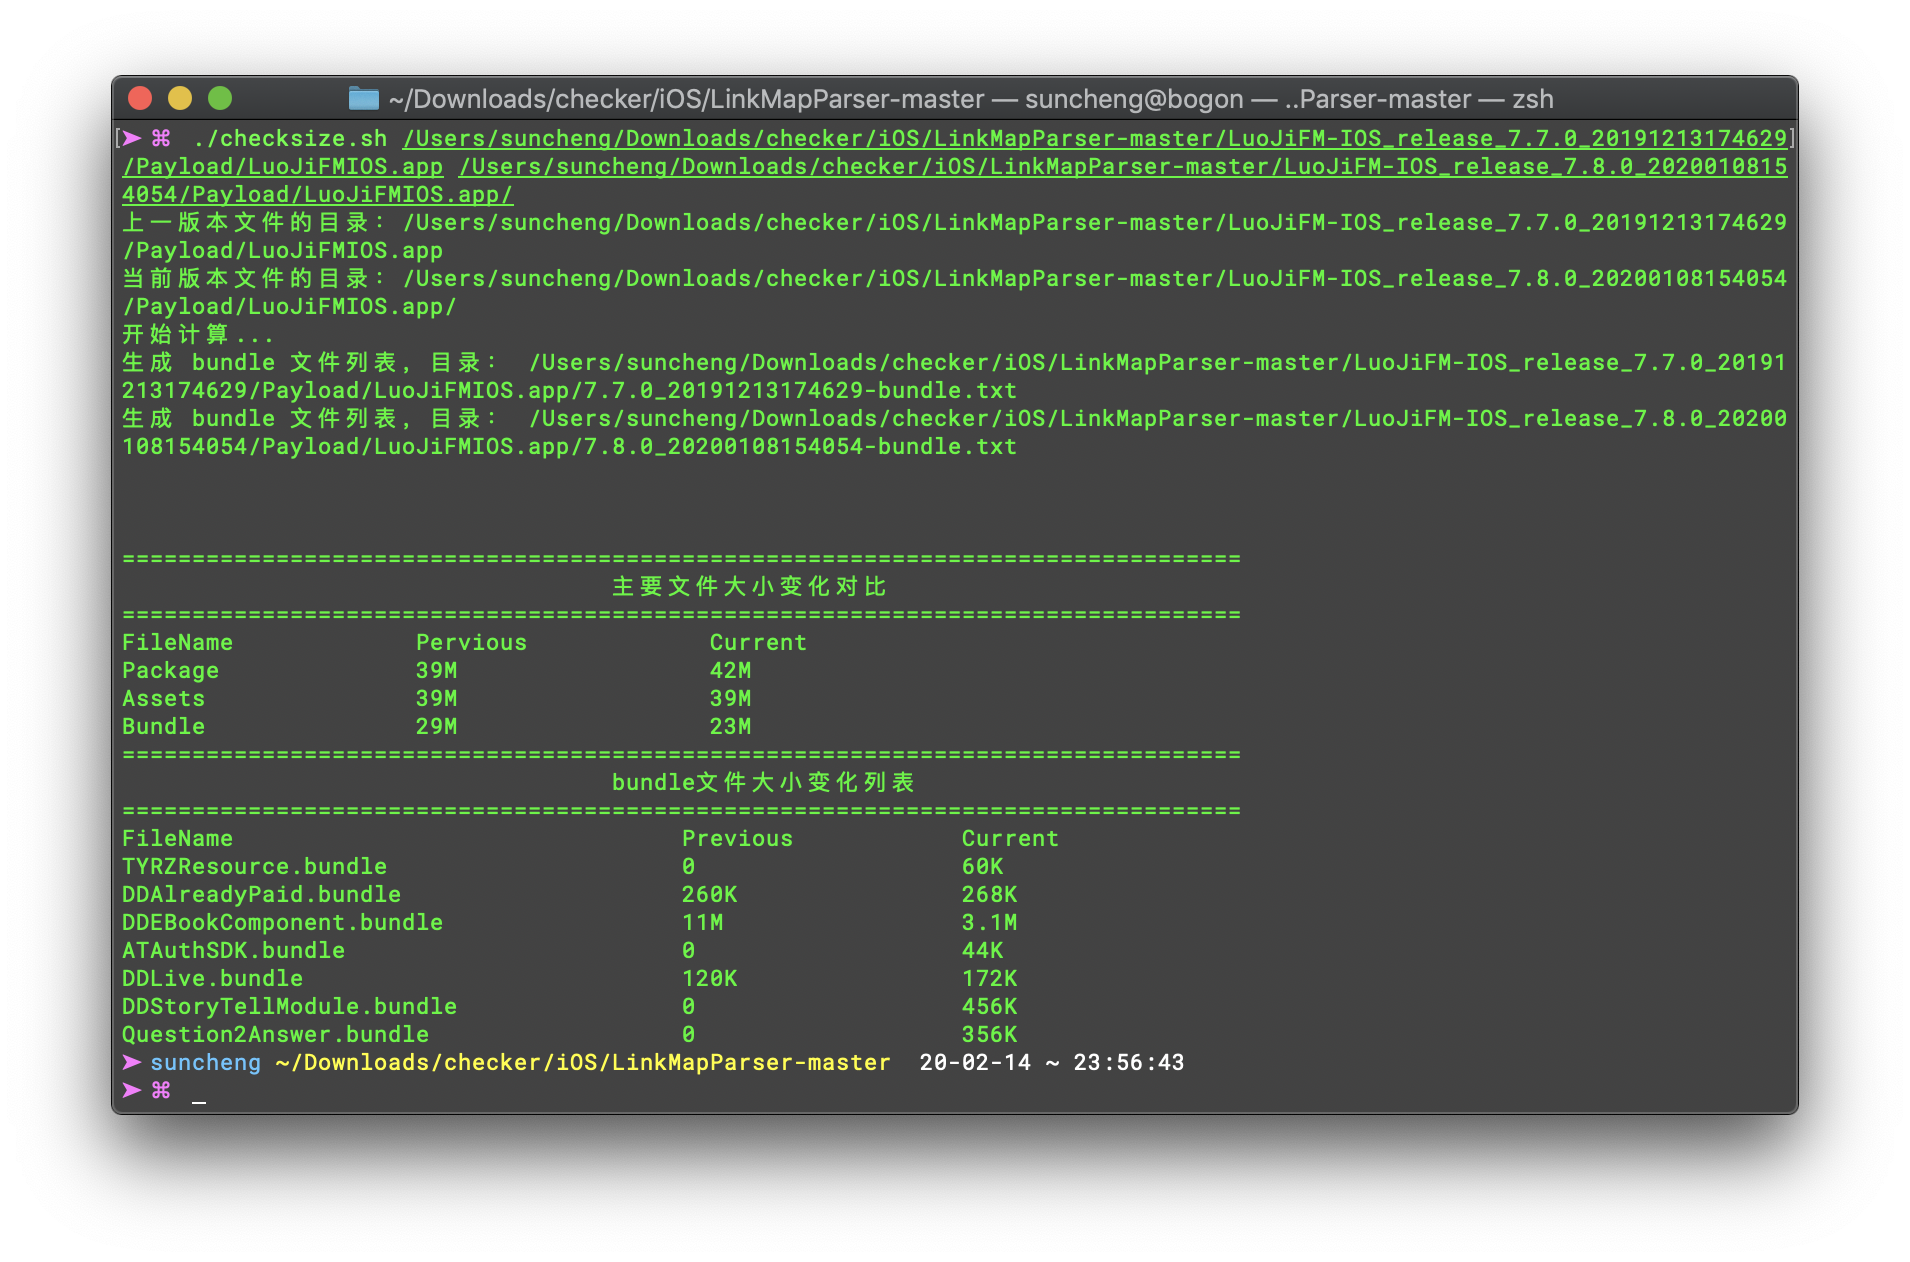 ~/Downloads/checker/iOS/LinkMapParser-master — suncheng@bogon — ..Parser-master — zsh
[➤ ⌘ ./checksize.sh /Users/suncheng/Downloads/checker/iOS/LinkMapParser-master/LuoJiFM-IOS_release_7.7.0_20191213174629]
/Payload/LuoJiFMIOS.app /Users/suncheng/Downloads/checker/iOS/LinkMapParser-master/LuoJiFM-IOS_release_7.8.0_2020010815
4054/Payload/LuoJiFMIOS.app/
上一版本文件的目录：/Users/suncheng/Downloads/checker/iOS/LinkMapParser-master/LuoJiFM-IOS_release_7.7.0_20191213174629
/Payload/LuoJiFMIOS.app
当前版本文件的目录：/Users/suncheng/Downloads/checker/iOS/LinkMapParser-master/LuoJiFM-IOS_release_7.8.0_20200108154054
/Payload/LuoJiFMIOS.app/
开始计算...
生成 bundle 文件列表，目录： /Users/suncheng/Downloads/checker/iOS/LinkMapParser-master/LuoJiFM-IOS_release_7.7.0_20191
213174629/Payload/LuoJiFMIOS.app/7.7.0_20191213174629-bundle.txt
生成 bundle 文件列表，目录： /Users/suncheng/Downloads/checker/iOS/LinkMapParser-master/LuoJiFM-IOS_release_7.8.0_20200
108154054/Payload/LuoJiFMIOS.app/7.8.0_20200108154054-bundle.txt
================================================================================
主要文件大小变化对比
================================================================================
FileName Pervious Current
Package 39M 42M
Assets 39M 39M
Bundle 29M 23M
================================================================================
bundle文件大小变化列表
================================================================================
FileName Previous Current
TYRZResource.bundle 0 60K
DDAlreadyPaid.bundle 260K 268K
DDEBookComponent.bundle 11M 3.1M
ATAuthSDK.bundle 0 44K
DDLive.bundle 120K 172K
DDStoryTellModule.bundle 0 456K
Question2Answer.bundle 0 356K
➤ suncheng ~/Downloads/checker/iOS/LinkMapParser-master 20-02-14 ~ 23:56:43
➤ ⌘ _